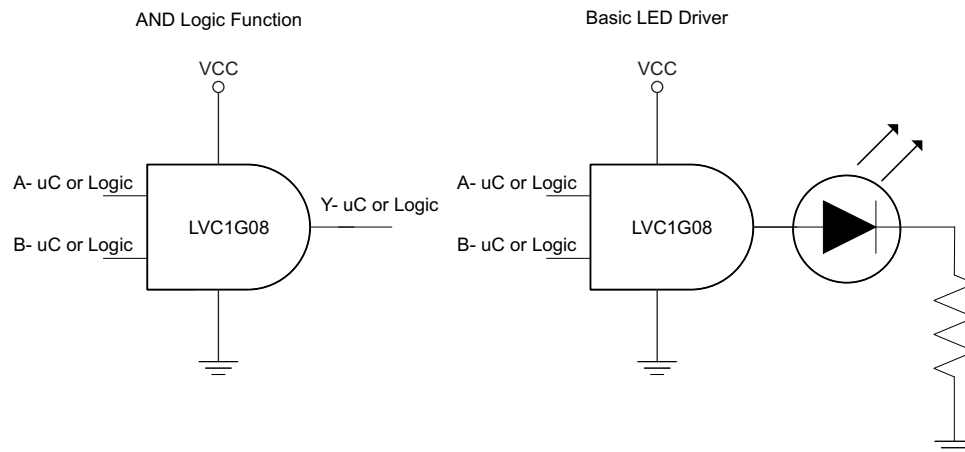 AND Logic Function
VCC
A- uC or Logic
B- uC or Logic
LVC1G08
Y- uC or Logic
Basic LED Driver
VCC
A- uC or Logic
B- uC or Logic
LVC1G08